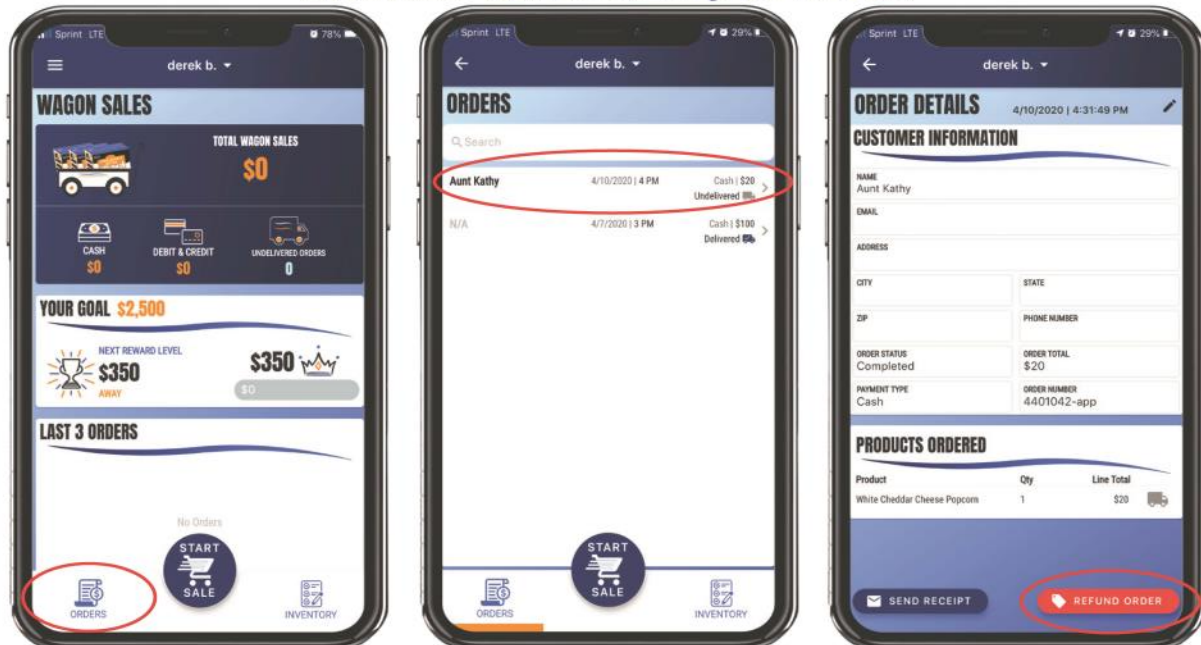 Sprint LTE
78%
derek b.
WAGON SALES
TOTAL WAGON SALES
$0
CASH
$0
DEBIT & CREDIT
$0
UNDELIVERED ORDERS
0
YOUR GOAL $2,500
NEXT REWARD LEVEL
$350
AWAY
$350
$0
LAST 3 ORDERS
No Orders
START
SALE
ORDERS
INVENTORY
Sprint LTE
29%
derek b.
ORDERS
Search
Aunt Kathy 4/10/2020 | 4 PM Cash | $20
Undelivered
N/A 4/7/2020 | 3 PM Cash | $100
Delivered
START
SALE
ORDERS
INVENTORY
Sprint LTE
29%
derek b.
ORDER DETAILS 4/10/2020 | 4:31:49 PM
CUSTOMER INFORMATION
NAME
Aunt Kathy
EMAIL
ADDRESS
CITY STATE
ZIP PHONE NUMBER
ORDER STATUS ORDER TOTAL
Completed $20
PAYMENT TYPE ORDER NUMBER
Cash 4401042-app
PRODUCTS ORDERED
Product Qty Line Total
White Cheddar Cheese Popcorn 1 $20
SEND RECEIPT
REFUND ORDER